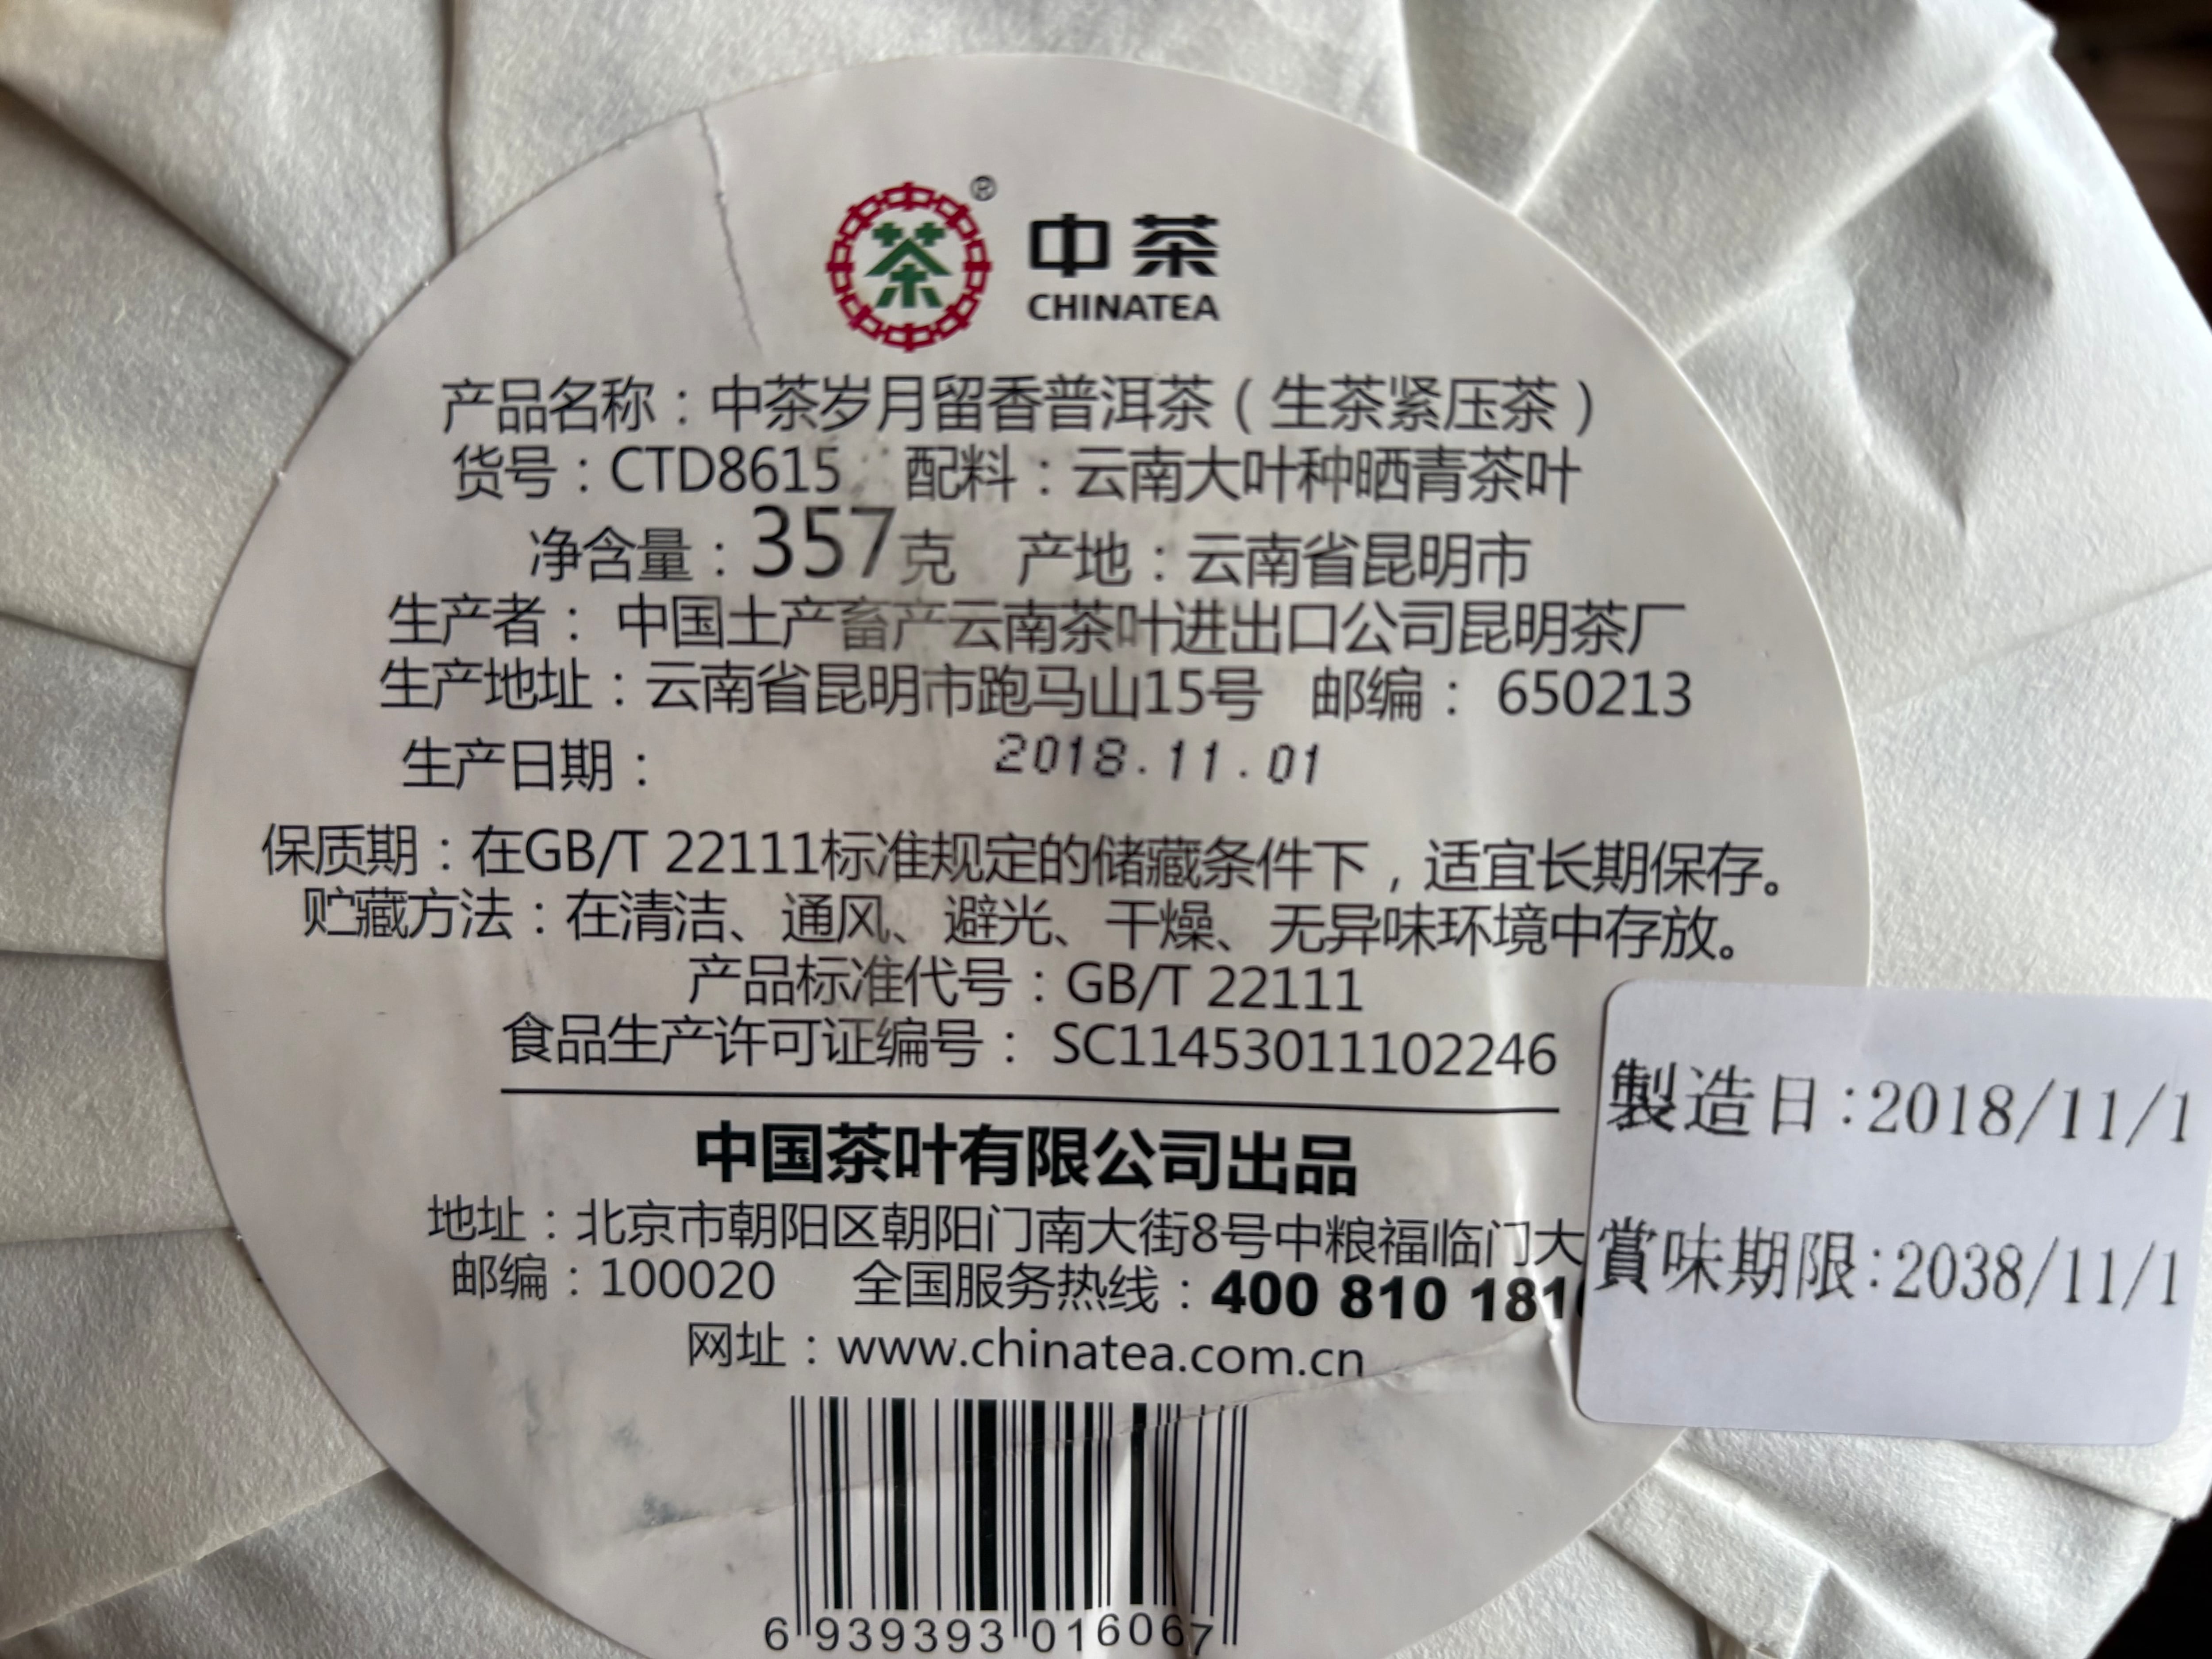 茶
®
中茶
CHINATEA
产品名称：中茶岁月留香普洱茶（生茶紧压茶）
货号：CTD8615 配料：云南大叶种晒青茶叶
净含量：357克 产地：云南省昆明市
生产者： 中国土产畜产云南茶叶进出口公司昆明茶厂
生产地址：云南省昆明市跑马山15号 邮编： 650213
生产日期： 2018.11.01
保质期：在GB/T 22111标准规定的储藏条件下，适宜长期保存。
贮藏方法：在清洁、通风、避光、干燥、无异味环境中存放。
产品标准代号：GB/T 22111
食品生产许可证编号： SC11453011102246
中国茶叶有限公司出品
地址：北京市朝阳区朝阳门南大街8号中粮福临门大
邮编：100020 全国服务热线：400 810 181
网址：www.chinatea.com.cn
6 939393 016067
製造日:2018/11/1
賞味期限:2038/11/1